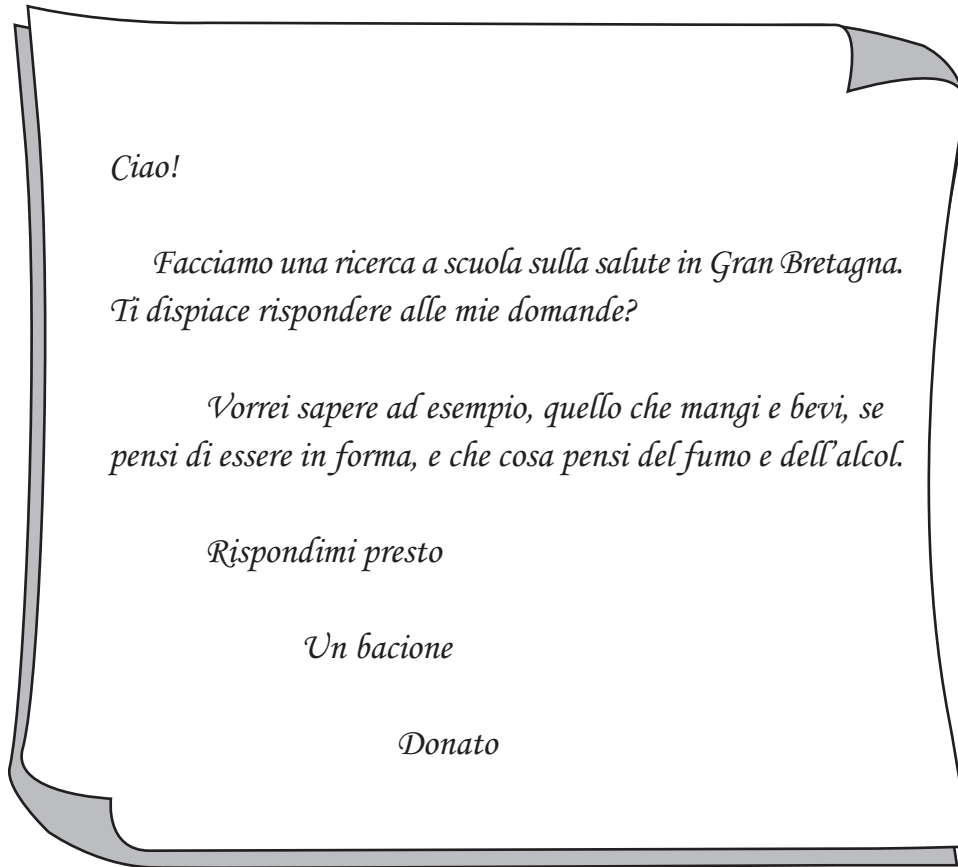 Ciao!
Facciamo una ricerca a scuola sulla salute in Gran Bretagna.
Ti dispiace rispondere alle mie domande?
Vorrei sapere ad esempio, quello che mangi e bevi, se
pensi di essere in forma, e che cosa pensi del fumo e dell'alcol.
Rispondimi presto
Un bacione
Donato